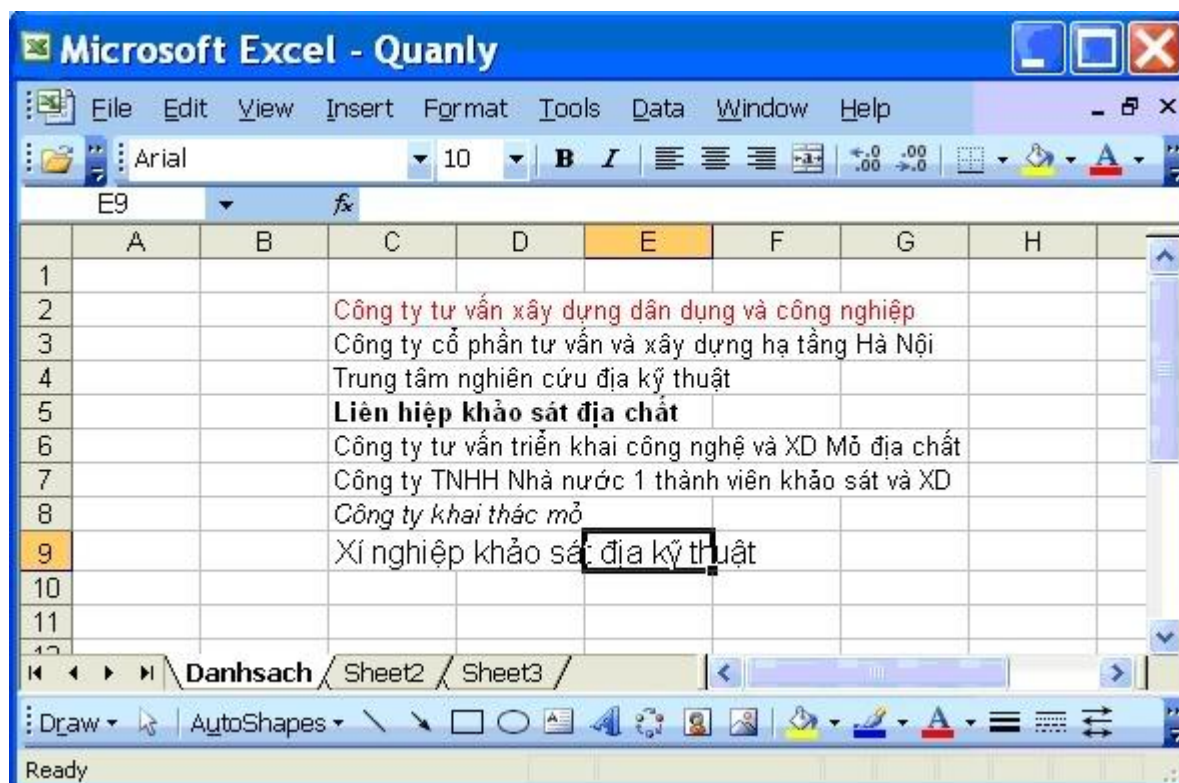 Microsoft Excel - Quanly
File Edit View Insert Format Tools Data Window Help
Arial 10 B I
E9 fx
A B C D E F G H
1
2 Công ty tư vấn xây dựng dân dụng và công nghiệp
3 Công ty cổ phần tư vấn và xây dựng hạ tầng Hà Nội
4 Trung tâm nghiên cứu địa kỹ thuật
5 Liên hiệp khảo sát địa chất
6 Công ty tư vấn triển khai công nghệ và XD Mỏ địa chất
7 Công ty TNHH Nhà nước 1 thành viên khảo sát và XD
8 Công ty khai thác mỏ
9 Xí nghiệp khảo sát địa kỹ thuật
10
11
12
Danhsach Sheet2 Sheet3
Draw AutoShapes A
Ready